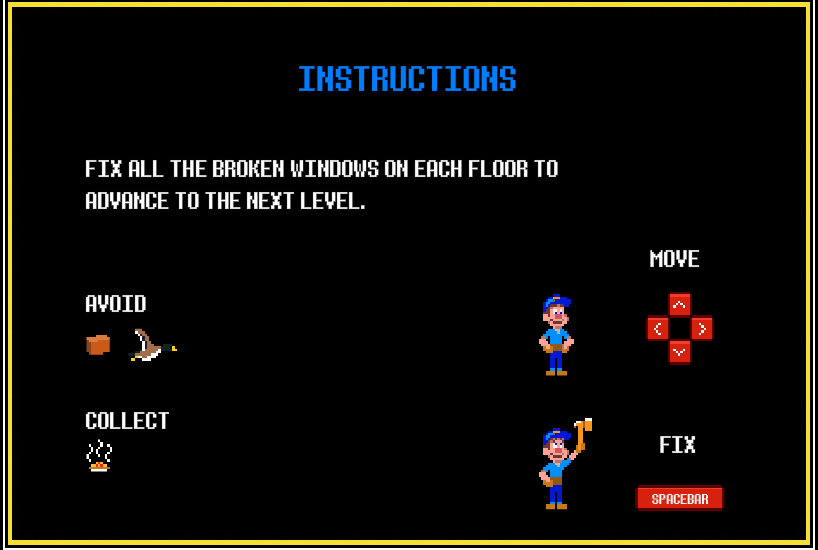 INSTRUCTIONS
FIX ALL THE BROKEN WINDOWS ON EACH FLOOR TO
ADVANCE TO THE NEXT LEVEL.
MOVE
AVOID
COLLECT
FIX
SPACEBAR